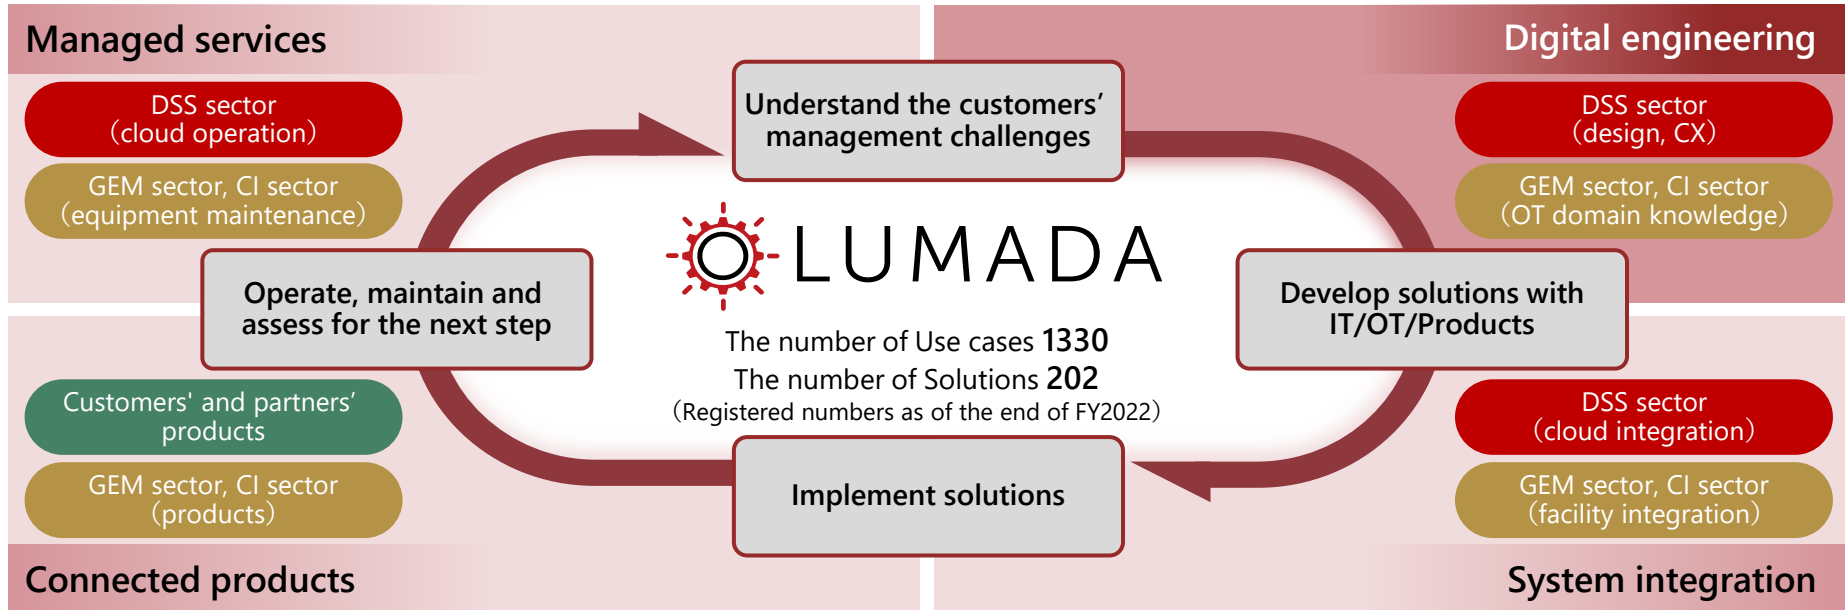 Managed services
DSS sector
（cloud operation）
GEM sector, CI sector
（equipment maintenance）
Digital engineering
DSS sector
（design, CX）
GEM sector, CI sector
（OT domain knowledge）
Understand the customers’
management challenges
Operate, maintain and
assess for the next step
LUMADA
The number of Use cases 1330
The number of Solutions 202
（Registered numbers as of the end of FY2022）
Develop solutions with
IT/OT/Products
Implement solutions
Customers' and partners’
products
GEM sector, CI sector
（products）
Connected products
DSS sector
（cloud integration）
GEM sector, CI sector
（facility integration）
System integration